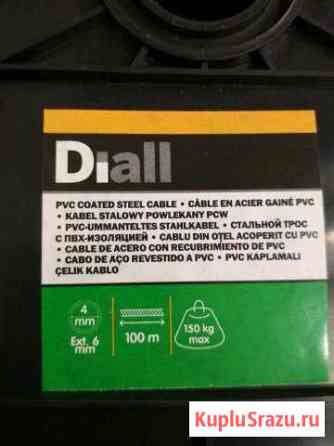 Diall
PVC COATED STEEL CABLE • CÂBLE EN ACIER GAINÉ PVC
• KABEL STALOWY POWLEKANY PCW
• PVC-UMMANTELTES STAHLKABEL • СТАЛЬНОЙ ТРОС
С ПВХ-ИЗОЛЯЦИЕЙ • CABLU DIN OȚEL ACOPERIT CU PVC
• CABLE DE ACERO CON RECUBRIMIENTO DE PVC
• CABO DE AÇO REVESTIDO A PVC • PVC KAPLAMALI
ÇELIK KABLO
4
mm
Ext. 6
mm
100 m
150 kg
max
KupluSrazu.ru